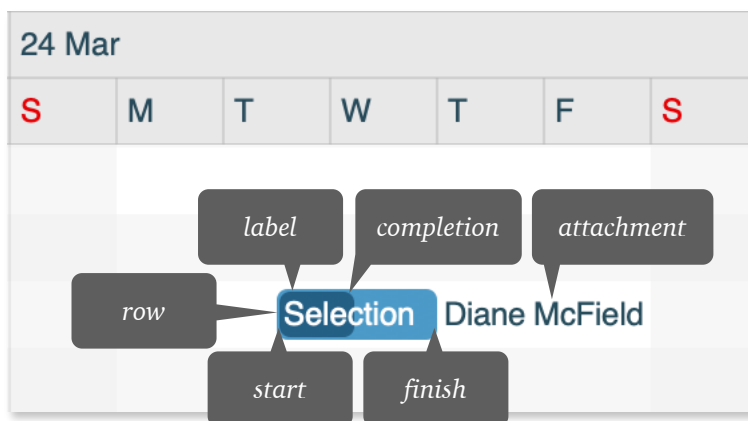 24 Mar
S M T W T F S
label completion attachment
row Selection Diane McField
start finish